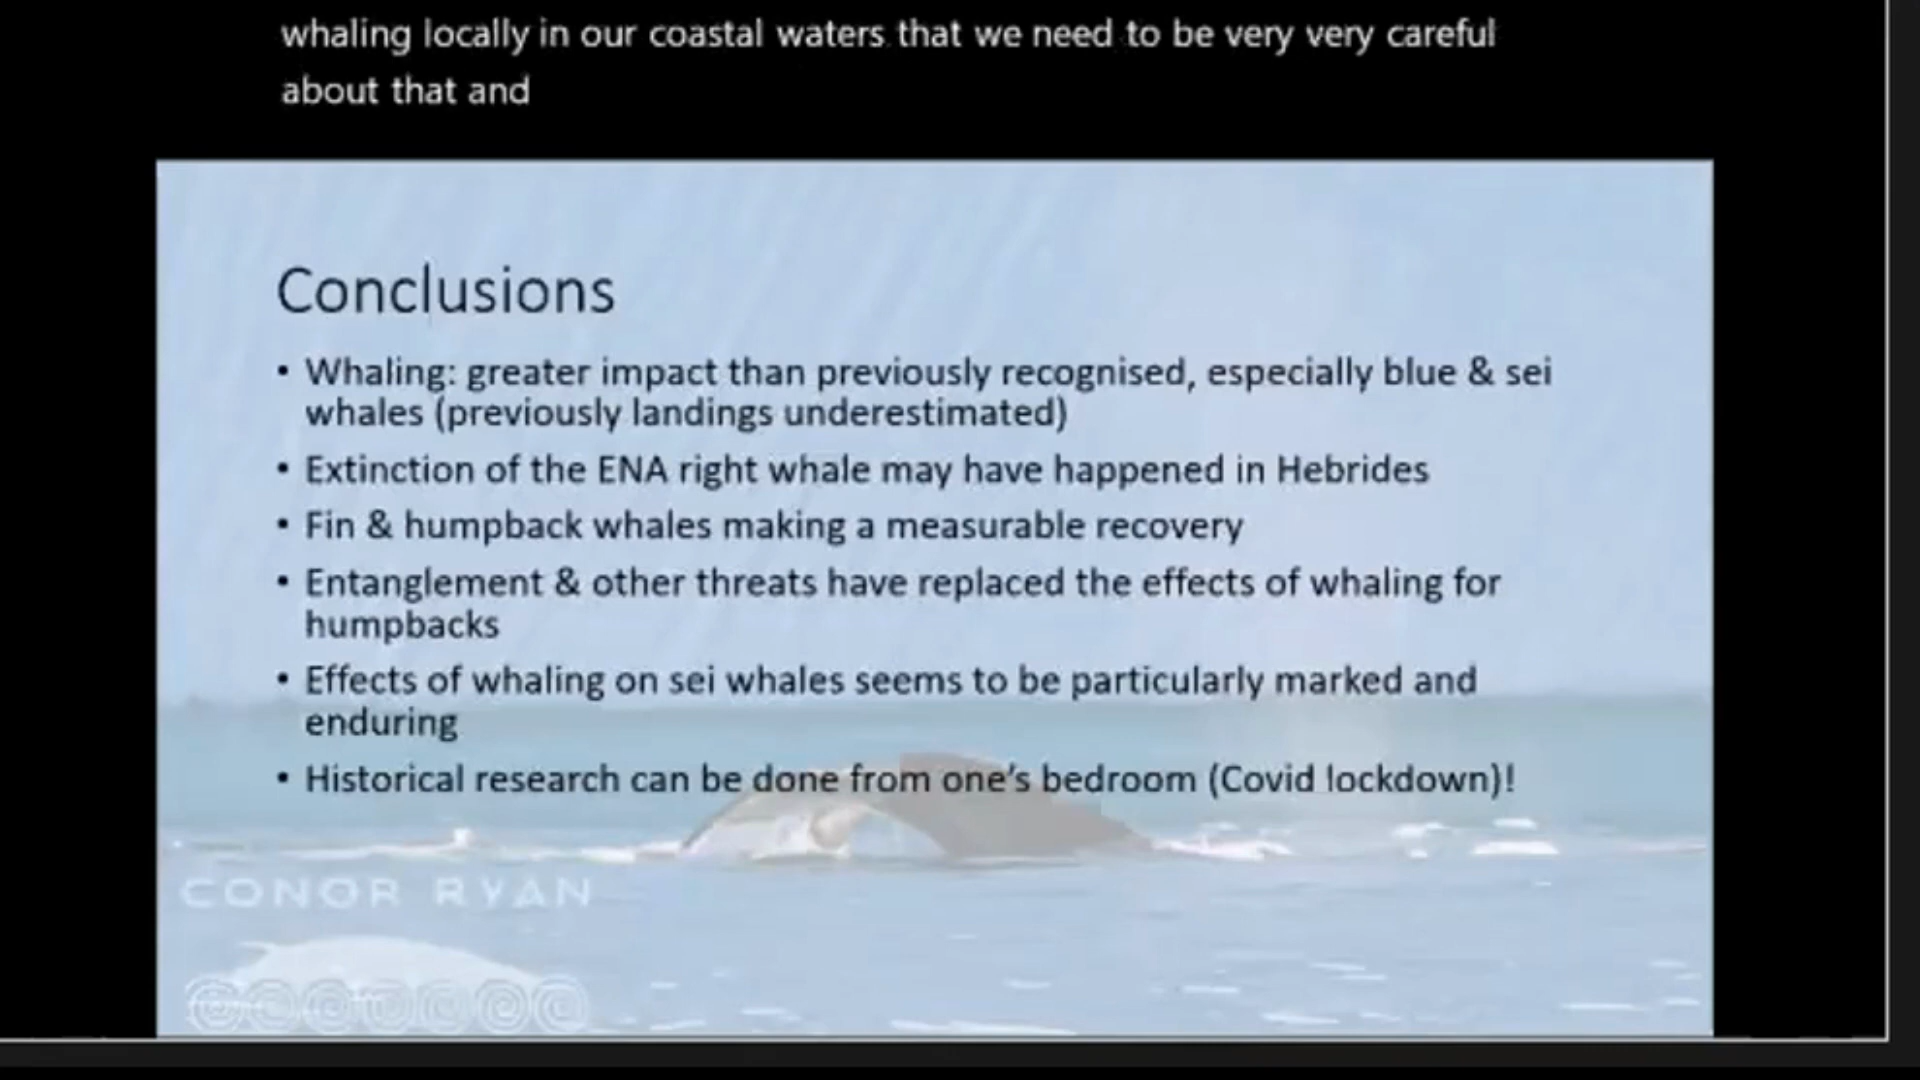 whaling locally in our coastal waters that we need to be very very careful
about that and
Conclusions
• Whaling: greater impact than previously recognised, especially blue & sei
whales (previously landings underestimated)
• Extinction of the ENA right whale may have happened in Hebrides
• Fin & humpback whales making a measurable recovery
• Entanglement & other threats have replaced the effects of whaling for
humpbacks
• Effects of whaling on sei whales seems to be particularly marked and
enduring
• Historical research can be done from one's bedroom (Covid lockdown)!
CONOR RYAN